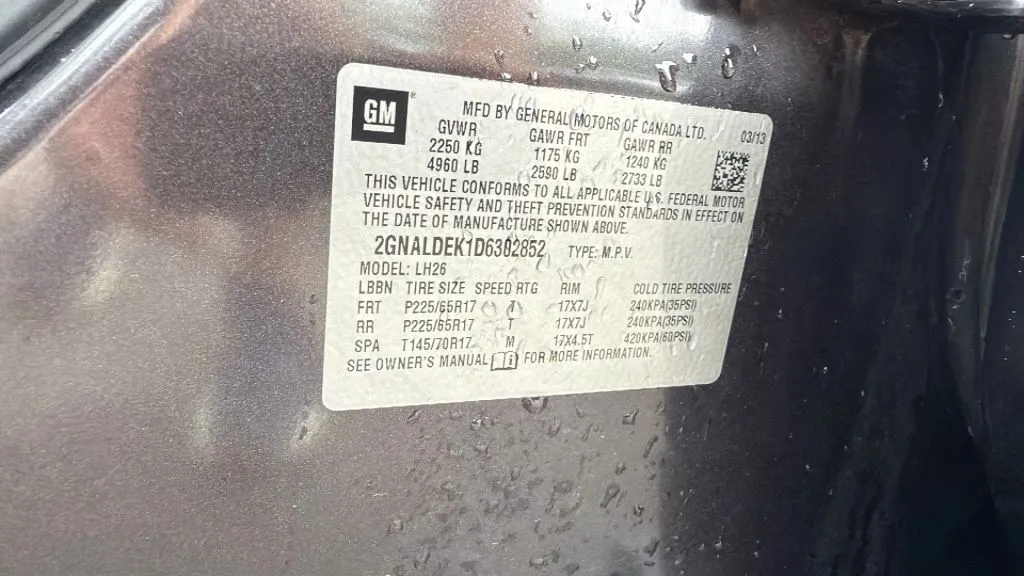 GM ®
MFD BY GENERAL MOTORS OF CANADA LTD. 03/13
GVWR GAWR FRT GAWR RR
2250 KG 1175 KG 1240 KG
4960 LB 2590 LB 2733 LB
THIS VEHICLE CONFORMS TO ALL APPLICABLE U.S. FEDERAL MOTOR
VEHICLE SAFETY AND THEFT PREVENTION STANDARDS IN EFFECT ON
THE DATE OF MANUFACTURE SHOWN ABOVE.
2GNALDEK1D6302852 TYPE: M.P.V.
MODEL: LH26
LBBN TIRE SIZE SPEED RTG RIM COLD TIRE PRESSURE
FRT P225/65R17 T 17X7J 240KPA(35PSI)
RR P225/65R17 T 17X7J 240KPA(35PSI)
SPA T145/70R17 M 17X4.5T 420KPA(60PSI)
SEE OWNER'S MANUAL FOR MORE INFORMATION.